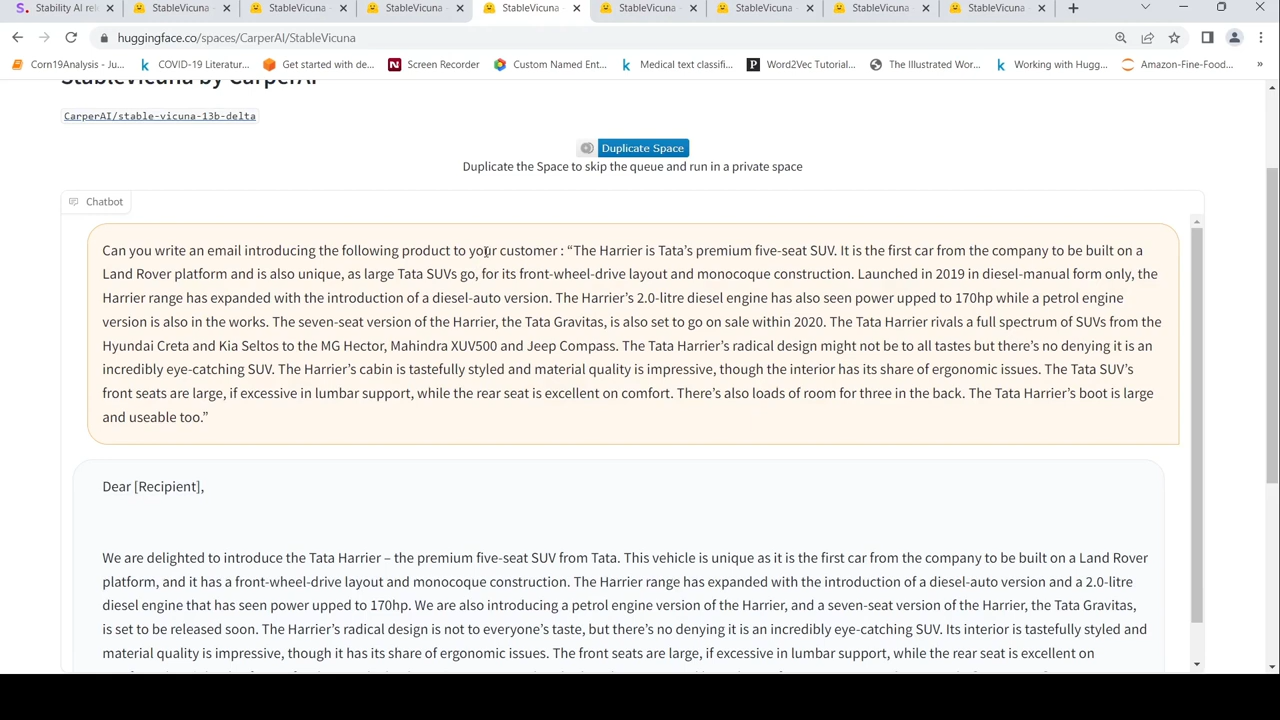 Stability AI rel
StableVicuna -
StableVicuna -
StableVicuna -
StableVicuna -
StableVicuna -
StableVicuna -
StableVicuna -
StableVicuna
huggingface.co/spaces/CarperAI/StableVicuna
Corn19Analysis - Ju...
COVID-19 Literatur...
Get started with de...
Screen Recorder
Custom Named Ent...
Medical text classifi...
Word2Vec Tutorial...
The Illustrated Wor...
Working with Hugg...
Amazon-Fine-Food...
StableVicuna by CarperAI
CarperAI/stable-vicuna-13b-delta
Duplicate Space
Duplicate the Space to skip the queue and run in a private space
Chatbot
Can you write an email introducing the following product to your customer : “The Harrier is Tata’s premium five-seat SUV. It is the first car from the company to be built on a
Land Rover platform and is also unique, as large Tata SUVs go, for its front-wheel-drive layout and monocoque construction. Launched in 2019 in diesel-manual form only, the
Harrier range has expanded with the introduction of a diesel-auto version. The Harrier’s 2.0-litre diesel engine has also seen power upped to 170hp while a petrol engine
version is also in the works. The seven-seat version of the Harrier, the Tata Gravitas, is also set to go on sale within 2020. The Tata Harrier rivals a full spectrum of SUVs from the
Hyundai Creta and Kia Seltos to the MG Hector, Mahindra XUV500 and Jeep Compass. The Tata Harrier’s radical design might not be to all tastes but there’s no denying it is an
incredibly eye-catching SUV. The Harrier’s cabin is tastefully styled and material quality is impressive, though the interior has its share of ergonomic issues. The Tata SUV’s
front seats are large, if excessive in lumbar support, while the rear seat is excellent on comfort. There’s also loads of room for three in the back. The Tata Harrier’s boot is large
and useable too.”
Dear [Recipient],
We are delighted to introduce the Tata Harrier – the premium five-seat SUV from Tata. This vehicle is unique as it is the first car from the company to be built on a Land Rover
platform, and it has a front-wheel-drive layout and monocoque construction. The Harrier range has expanded with the introduction of a diesel-auto version and a 2.0-litre
diesel engine that has seen power upped to 170hp. We are also introducing a petrol engine version of the Harrier, and a seven-seat version of the Harrier, the Tata Gravitas,
is set to be released soon. The Harrier’s radical design is not to everyone’s taste, but there’s no denying it is an incredibly eye-catching SUV. Its interior is tastefully styled and
material quality is impressive, though it has its share of ergonomic issues. The front seats are large, if excessive in lumbar support, while the rear seat is excellent on